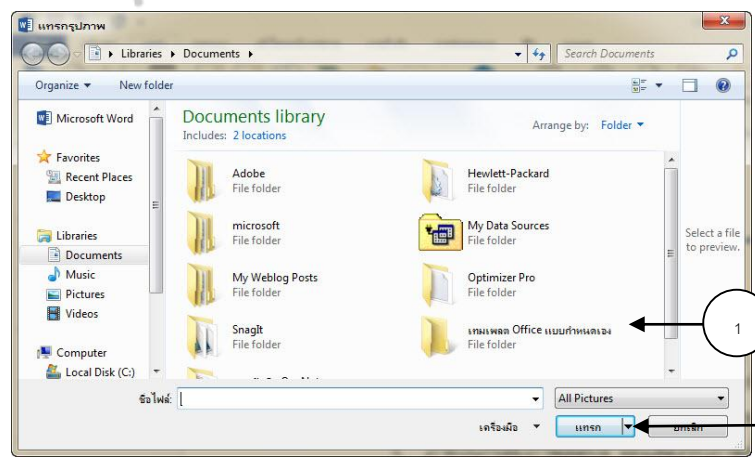 แทรกรูปภาพ
Libraries Documents
Search Documents
Organize New folder
Microsoft Word
Favorites
Recent Places
Desktop
Libraries
Documents
Music
Pictures
Videos
Computer
Local Disk (C:)
Documents library
Includes: 2 locations
Arrange by: Folder
Adobe
File folder
Hewlett-Packard
File folder
microsoft
File folder
My Data Sources
File folder
My Weblog Posts
File folder
Optimizer Pro
File folder
SnagIt
File folder
เทมเพลต Office แบบกำหนดเอง
File folder
Select a file
to preview.
1
ชื่อไฟล์:
All Pictures
เครื่องมือ
แทรก
ยกเลิก